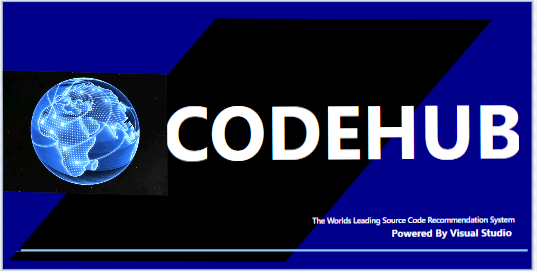 CODEHUB
The Worlds Leading Source Code Recommendation System
Powered By Visual Studio